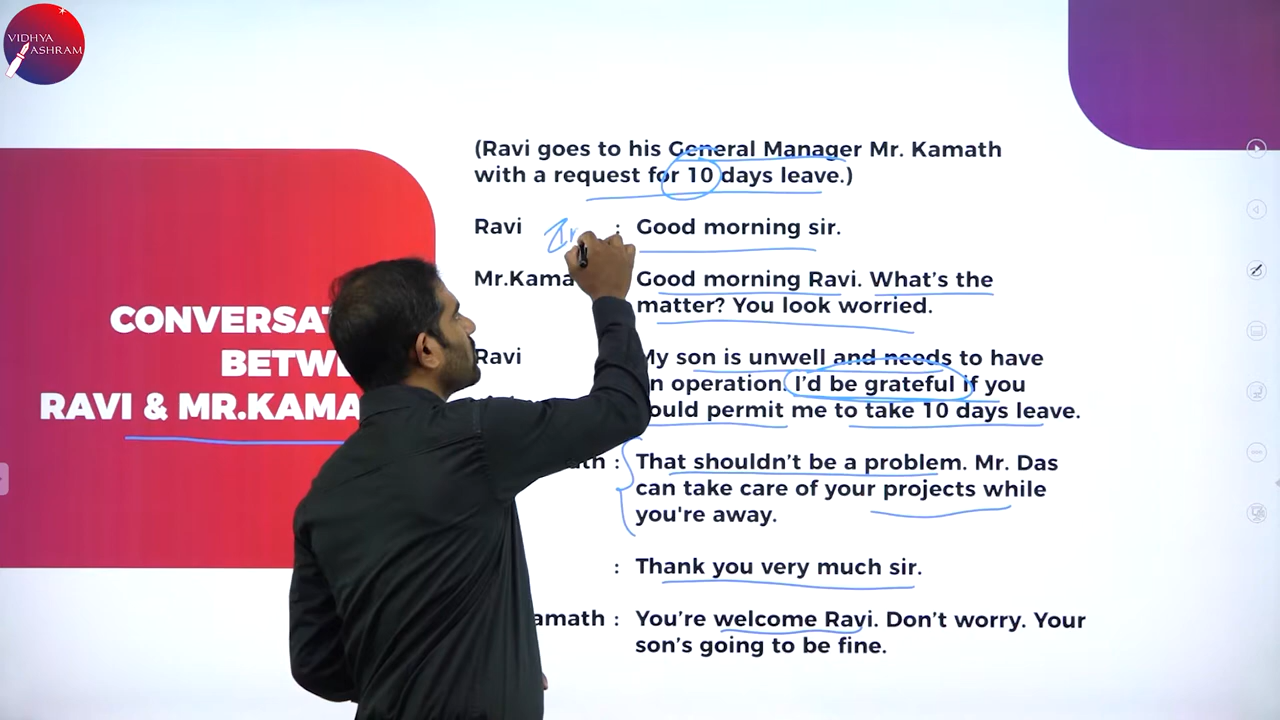 VIDHYA
ASHRAM
(Ravi goes to his General Manager Mr. Kamath
with a request for 10 days leave.)
Ravi : Good morning sir.
Good morning Ravi. What's the
matter? You look worried.
Ravi My son is unwell and needs to have
operation. I'd be grateful if you
permit me to take 10 days leave.
: That shouldn't be a problem. Mr. Das
can take care of your projects while
you're away.
: Thank you very much sir.
: You're welcome Ravi. Don't worry. Your
son's going to be fine.
RAVI &